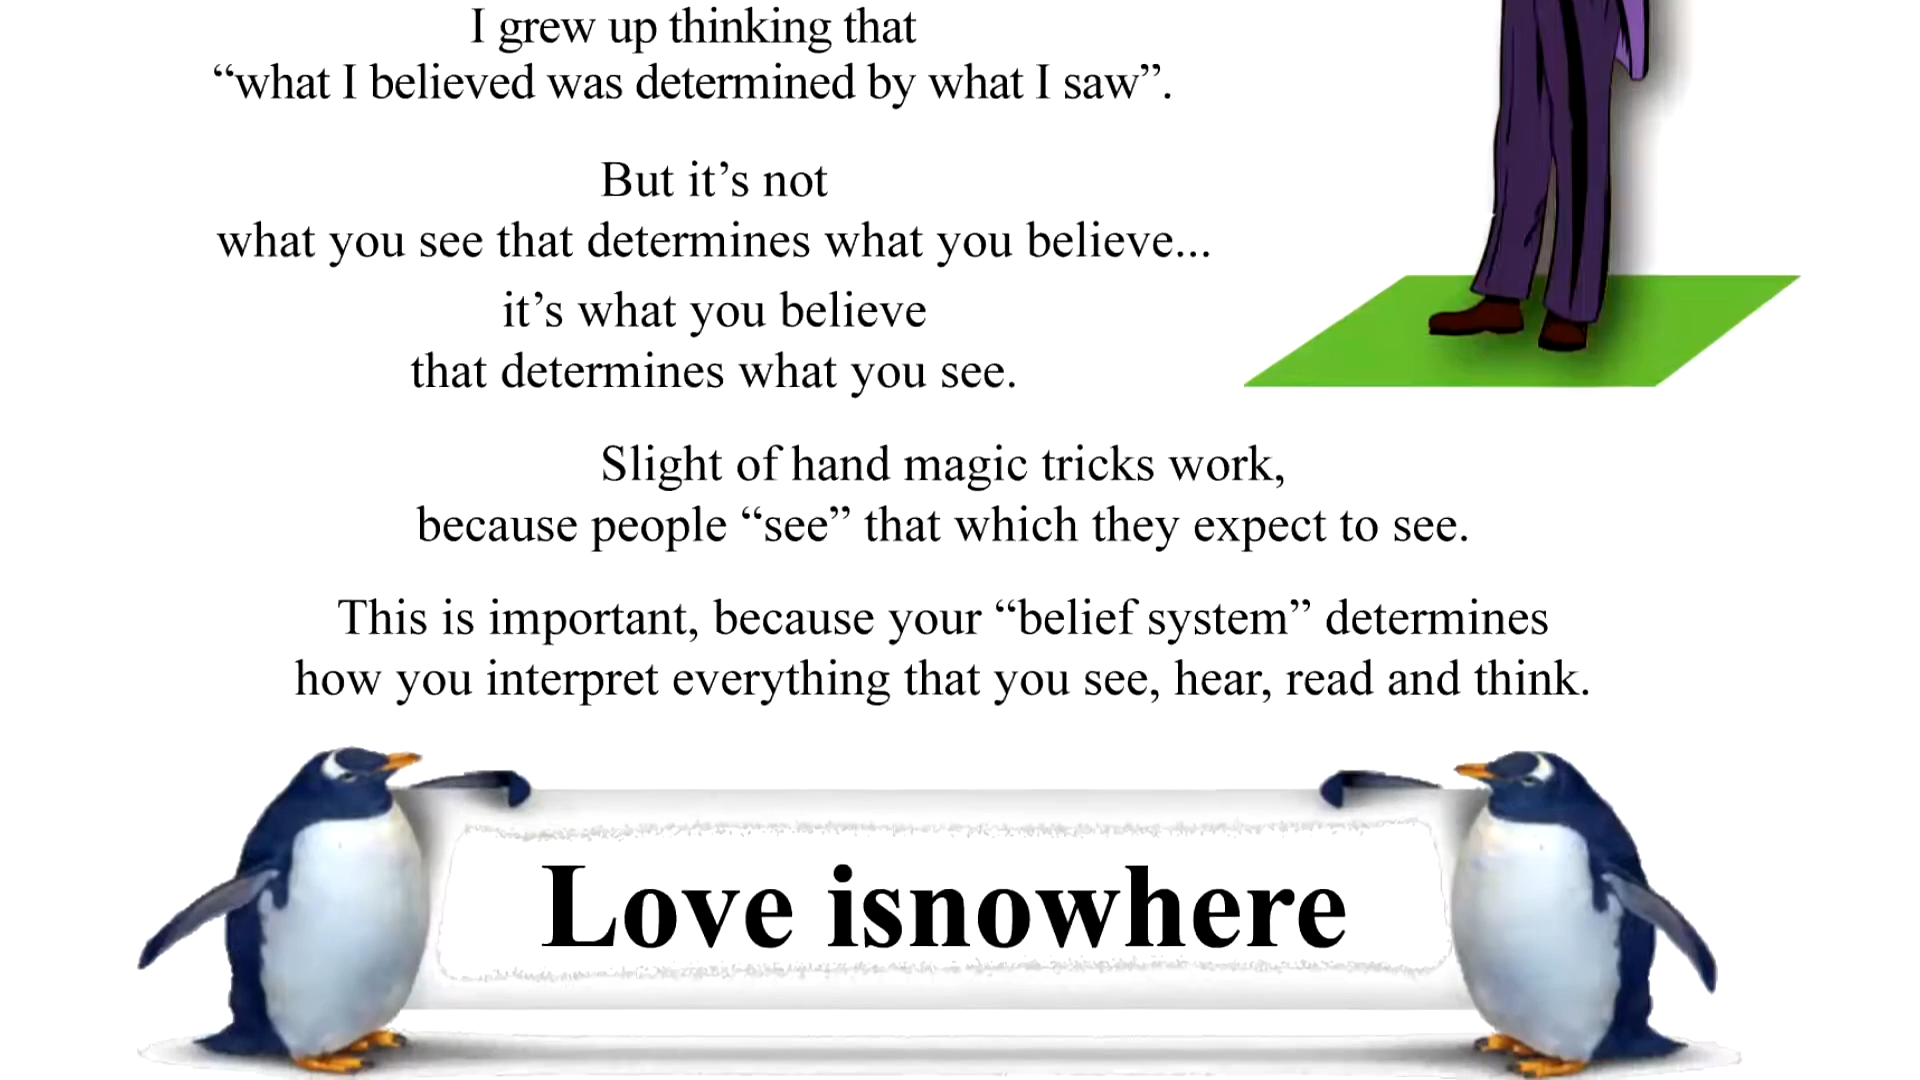 I grew up thinking that
“what I believed was determined by what I saw”.
But it’s not
what you see that determines what you believe...
it’s what you believe
that determines what you see.
Slight of hand magic tricks work,
because people “see” that which they expect to see.
This is important, because your “belief system” determines
how you interpret everything that you see, hear, read and think.
Love isnowhere